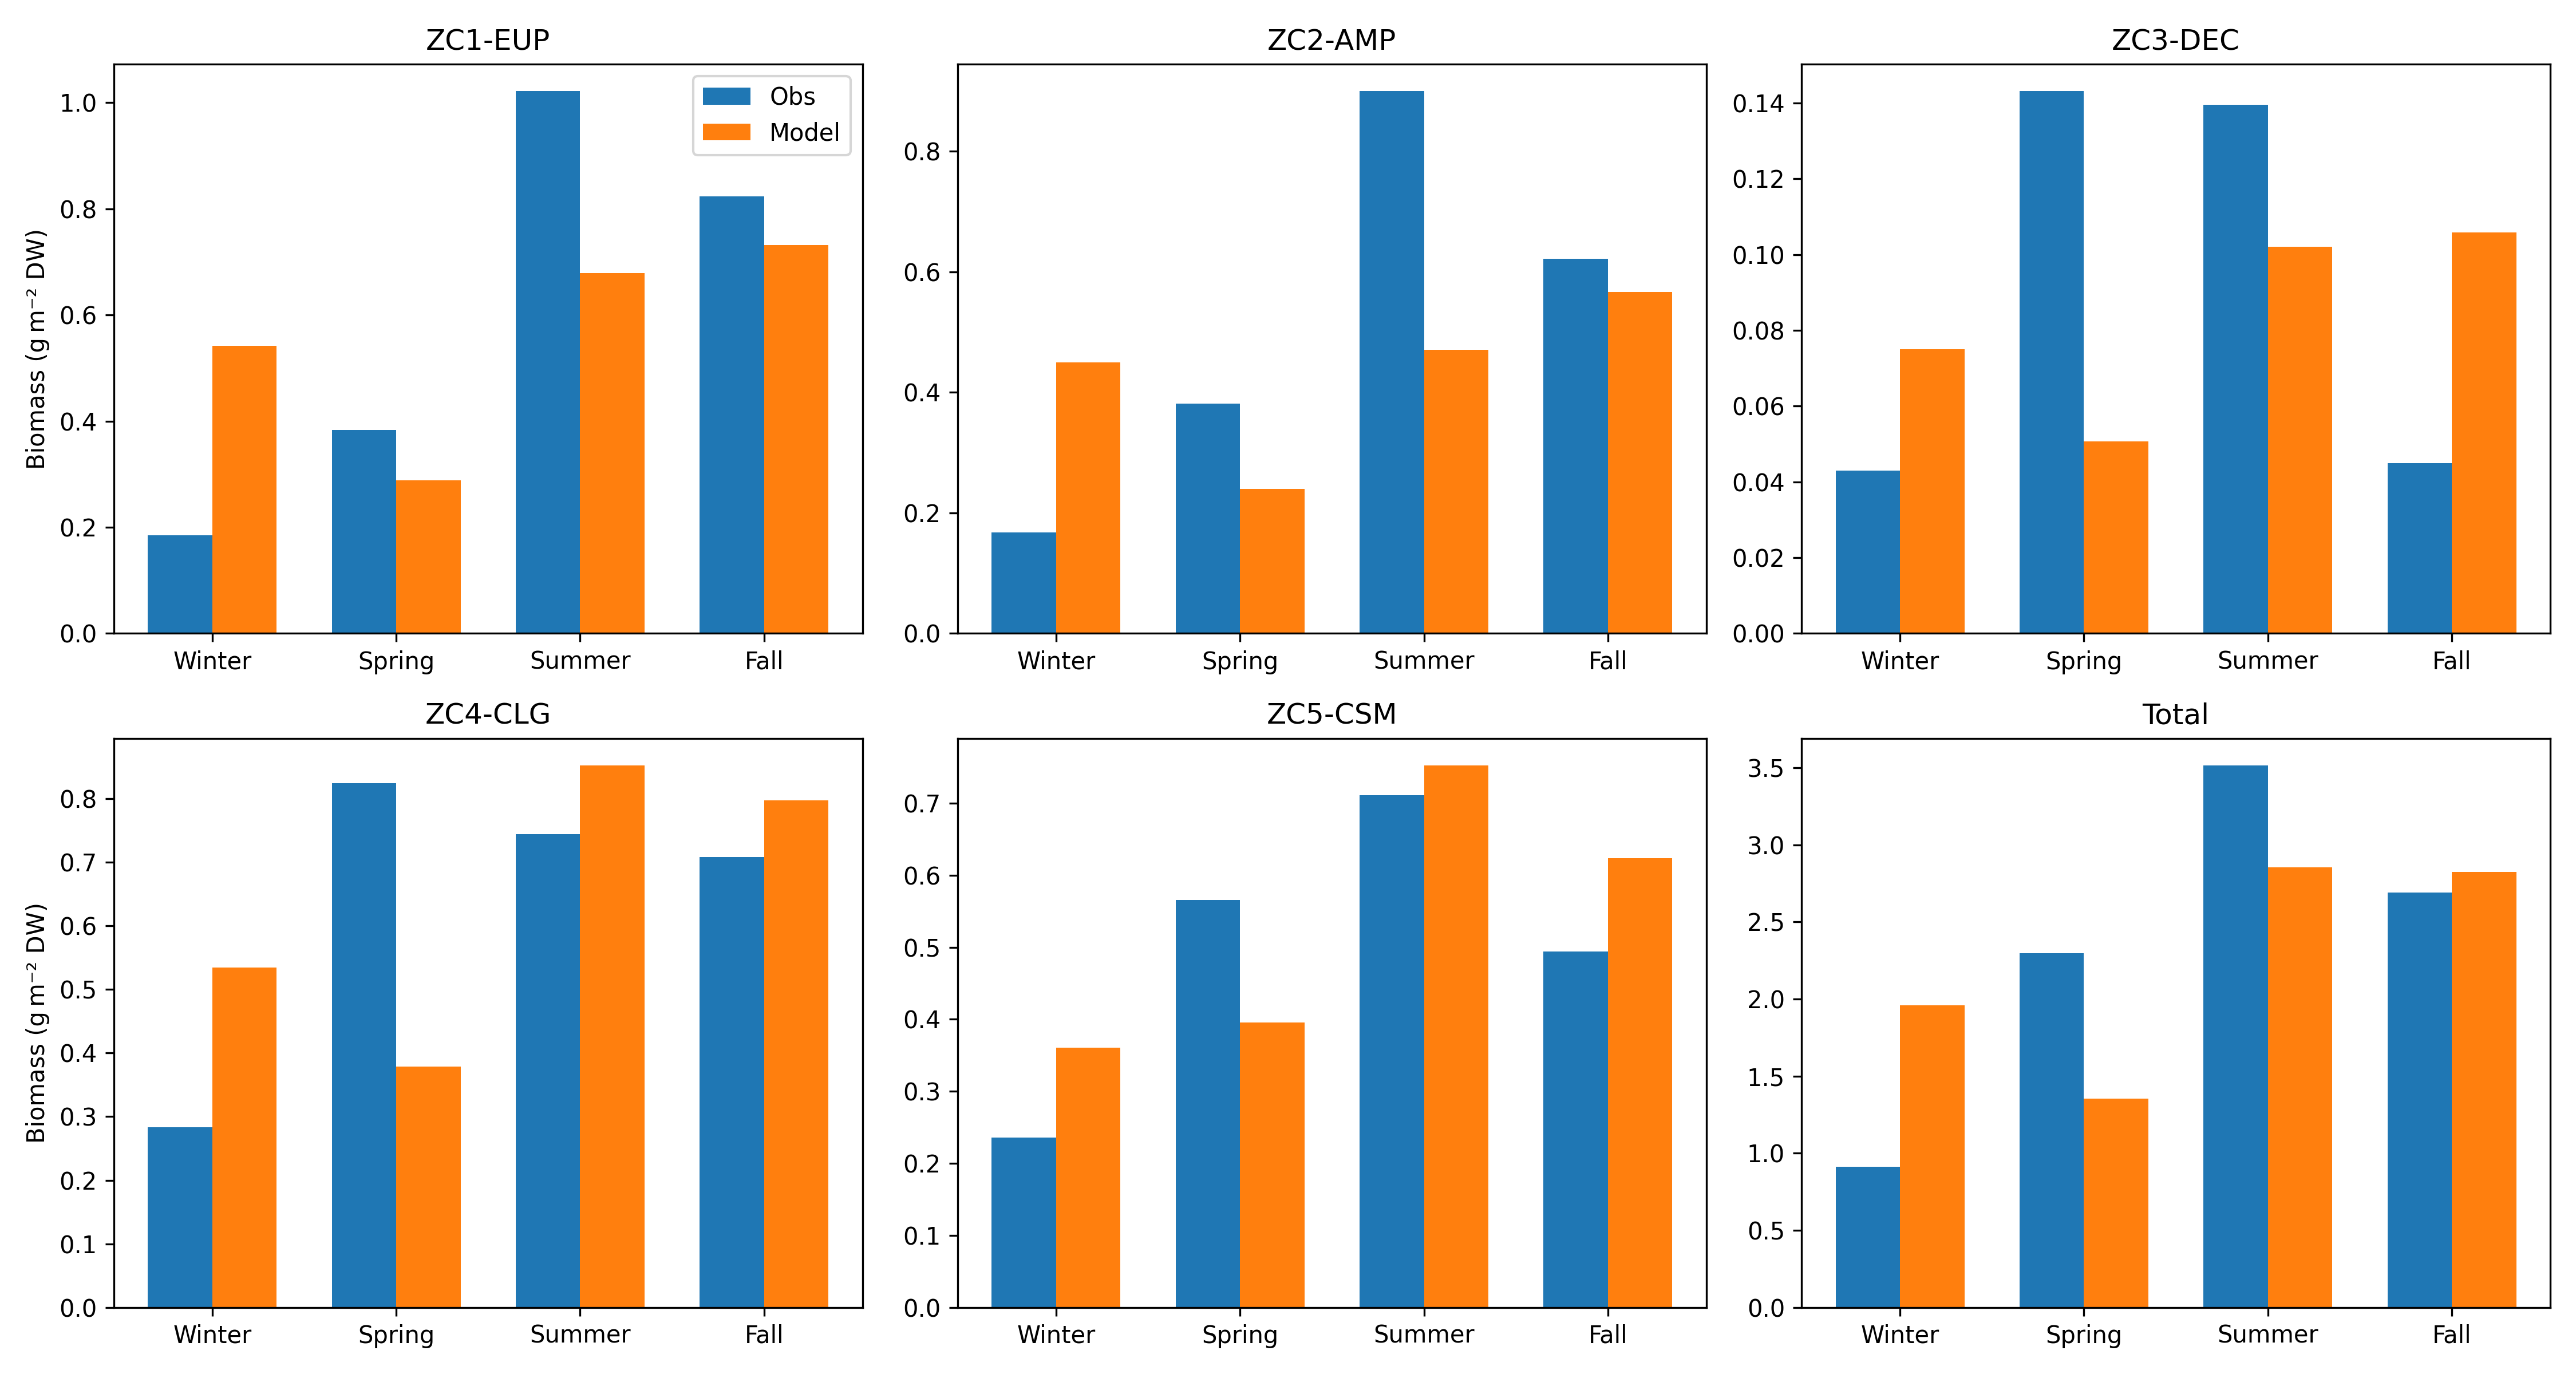 ZC1-EUP
Biomass (g m⁻² DW)
1.0
0.8
0.6
0.4
0.2
0.0
Obs
Model
Winter Spring Summer Fall
ZC2-AMP
0.8
0.6
0.4
0.2
0.0
Winter Spring Summer Fall
ZC3-DEC
0.14
0.12
0.10
0.08
0.06
0.04
0.02
0.00
Winter Spring Summer Fall
ZC4-CLG
Biomass (g m⁻² DW)
0.8
0.7
0.6
0.5
0.4
0.3
0.2
0.1
0.0
Winter Spring Summer Fall
ZC5-CSM
0.7
0.6
0.5
0.4
0.3
0.2
0.1
0.0
Winter Spring Summer Fall
Total
3.5
3.0
2.5
2.0
1.5
1.0
0.5
0.0
Winter Spring Summer Fall